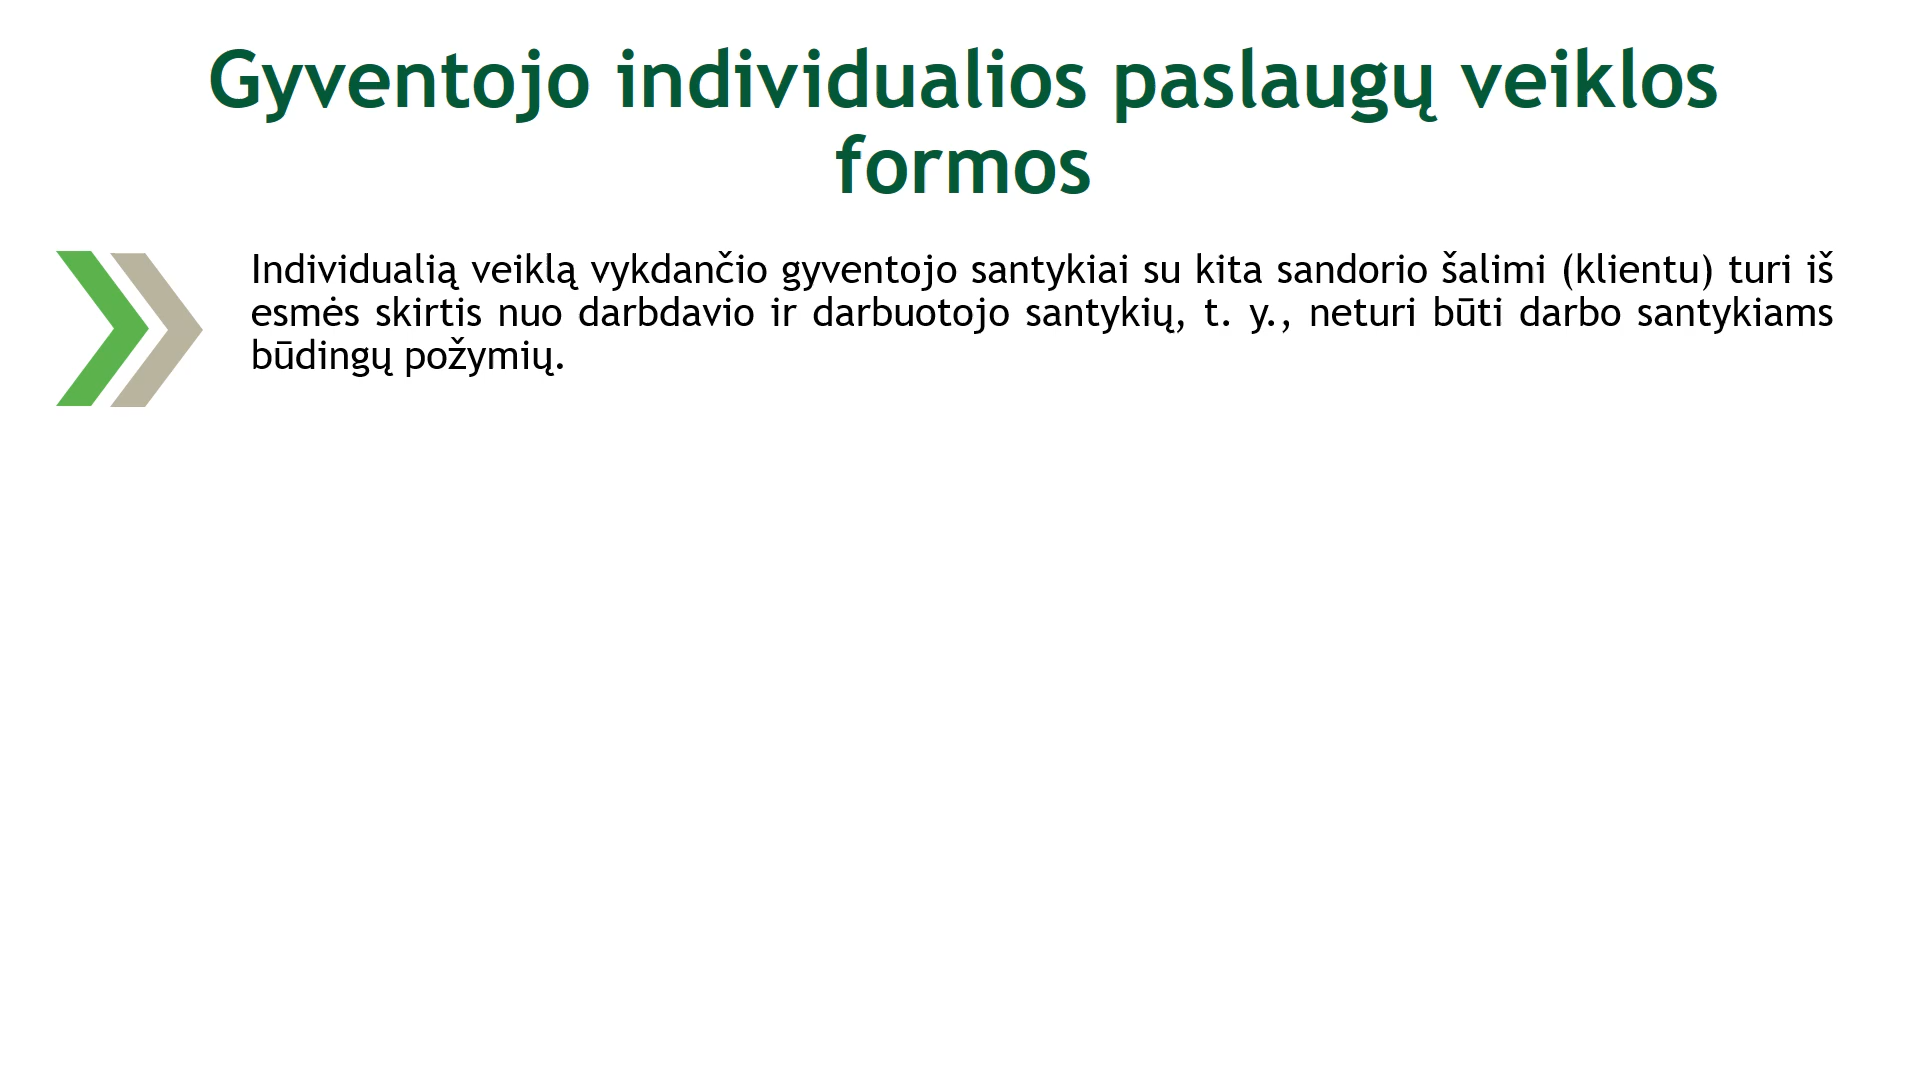 Gyventojo individualios paslaugų veiklos
formos
Individualią veiklą vykdančio gyventojo santykiai su kita sandorio šalimi (klientu) turi iš
esmės skirtis nuo darbdavio ir darbuotojo santykių, t. y., neturi būti darbo santykiams
būdingų požymių.